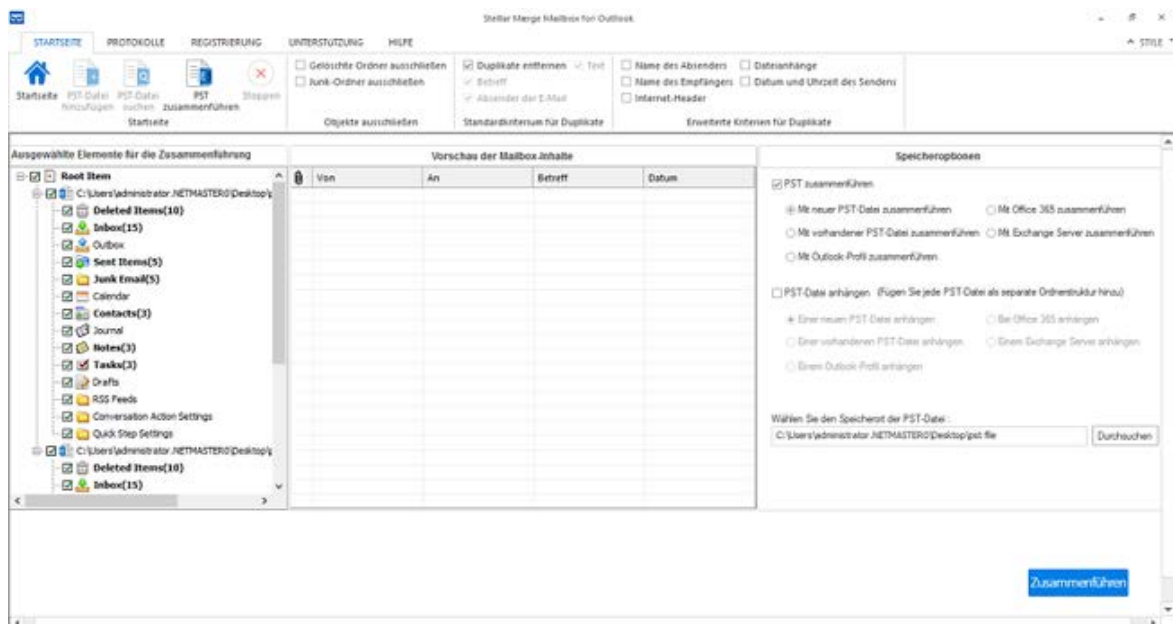 Stellar Merge Mailbox for Outlook
STARTSEITE PROTOKOLLE REGISTRIERUNG UNTERSTÜTZUNG HILFE STILE
Gelöschte Ordner ausschließen
Junk-Ordner ausschließen
Objekte ausschließen
Duplikate entfernen Text
Betreff
Absender der E-Mail
Standardkriterium für Duplikate
Name des Absenders Dateianhänge
Name des Empfängers Datum und Uhrzeit des Sendens
Internet-Header
Erweiterte Kriterien für Duplikate
Startseite PST-Datei hinzufügen PST-Datei suchen PST zusammenführen Stoppen
Startseite
Ausgewählte Elemente für die Zusammenführung
Root Item
C:\Users\administrator.NETMASTER0\Desktop\p
Deleted Items(10)
Inbox(15)
Outbox
Sent Items(5)
Junk Email(5)
Calendar
Contacts(3)
Journal
Notes(3)
Tasks(3)
Drafts
RSS Feeds
Conversation Action Settings
Quick Step Settings
C:\Users\administrator.NETMASTER0\Desktop\p
Deleted Items(10)
Inbox(15)
Vorschau der Mailbox-Inhalte
Von An Betreff Datum
Speicheroptionen
PST zusammenführen
Mit neuer PST-Datei zusammenführen Mit Office 365 zusammenführen
Mit vorhandener PST-Datei zusammenführen Mit Exchange Server zusammenführen
Mit Outlook-Profil zusammenführen
PST-Datei anhängen (Fügen Sie jede PST-Datei als separate Ordnerstruktur hinzu)
Einer neuen PST-Datei anhängen Bei Office 365 anhängen
Einer vorhandenen PST-Datei anhängen Einem Exchange Server anhängen
Einem Outlook-Profil anhängen
Wählen Sie den Speicherort der PST-Datei :
C:\Users\administrator.NETMASTER0\Desktop\pst file Durchsuchen
Zusammenführen